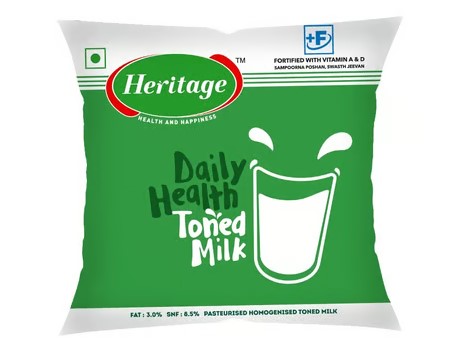 +F
FORTIFIED WITH VITAMIN A & D
SAMPOORNA POSHAN, SWASTH JEEVAN
Heritage TM
HEALTH AND HAPPINESS
Daily
Health
Toned
Milk
FAT : 3.0% SNF : 8.5% PASTEURISED HOMOGENISED TONED MILK